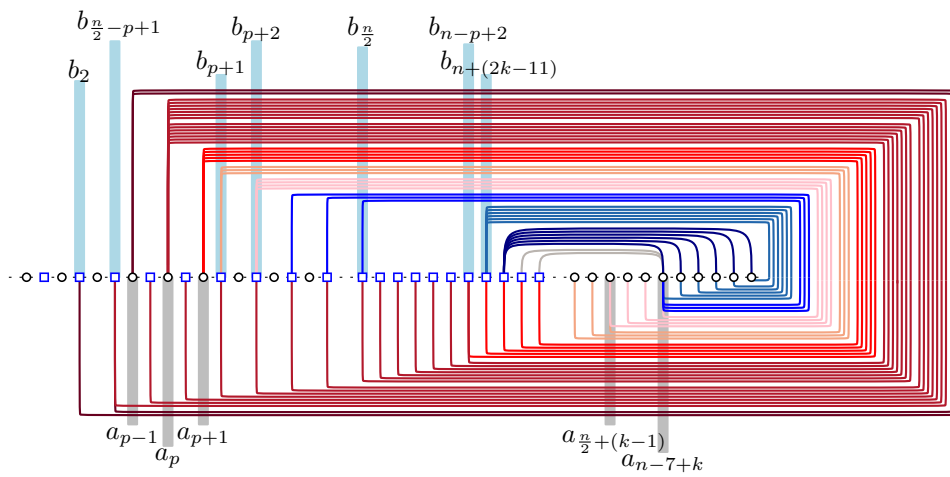 b_{\frac{n}{2}-p+1}
b_{p+2}
b_{\frac{n}{2}}
b_{n-p+2}
b_2
b_{p+1}
b_{n+(2k-11)}
a_{p-1}
a_p
a_{p+1}
a_{\frac{n}{2}+(k-1)}
a_{n-7+k}